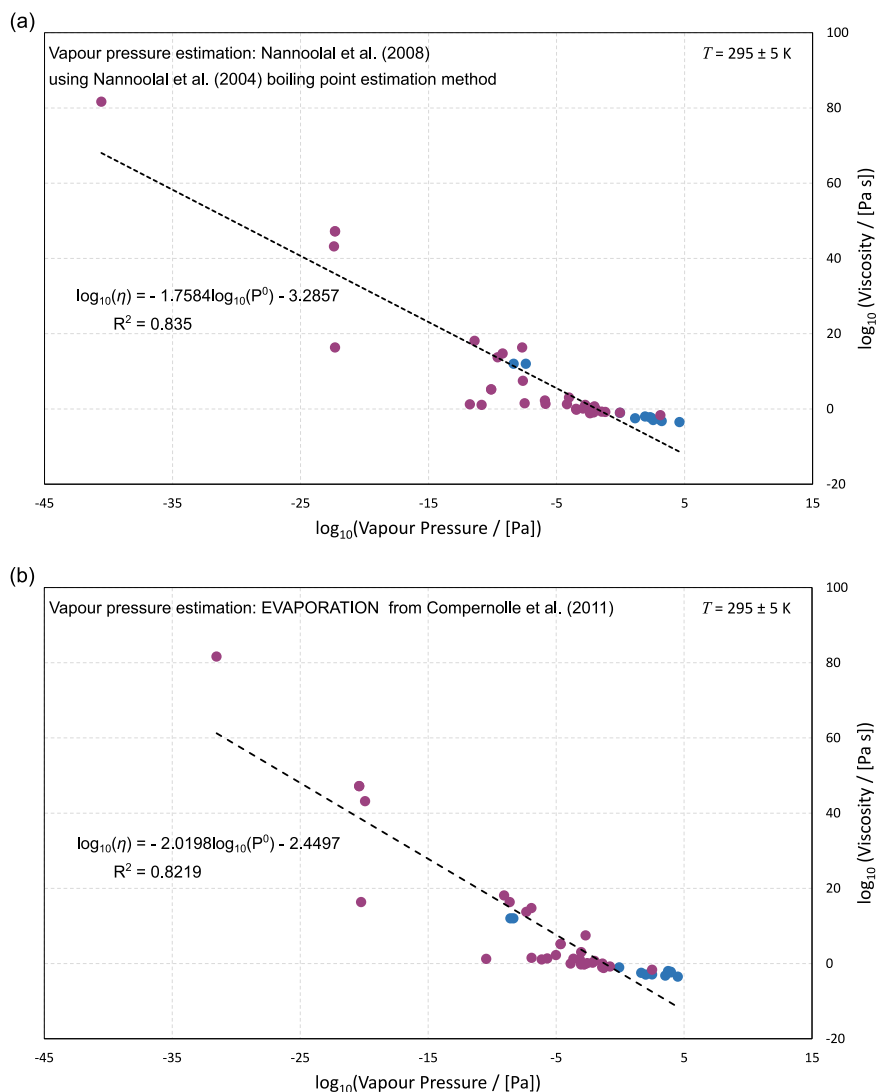 (a)
Vapour pressure estimation: Nannoolal et al. (2008)
T = 295 ± 5 K
using Nannoolal et al. (2004) boiling point estimation method
log₁₀(η) = - 1.7584log₁₀(P⁰) - 3.2857
R² = 0.835
100
80
60
40
20
0
-20
log₁₀(Viscosity / [Pa s])
-45
-35
-25
-15
-5
5
15
log₁₀(Vapour Pressure / [Pa])
(b)
Vapour pressure estimation: EVAPORATION from Compernolle et al. (2011)
T = 295 ± 5 K
log₁₀(η) = - 2.0198log₁₀(P⁰) - 2.4497
R² = 0.8219
100
80
60
40
20
0
-20
log₁₀ (Viscosity / [Pa s])
-45
-35
-25
-15
-5
5
15
log₁₀(Vapour Pressure / [Pa])